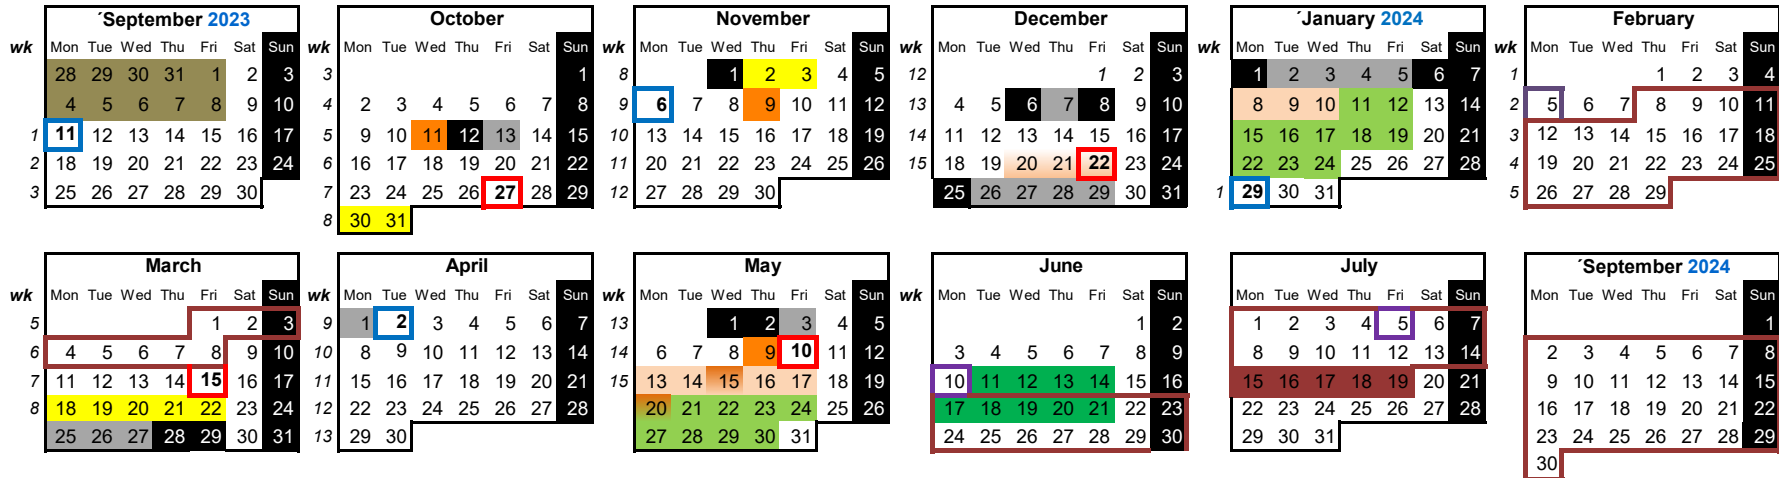 ´September 2023
wk Mon Tue Wed Thu Fri Sat Sun
28 29 30 31 1 2 3
4 5 6 7 8 9 10
1 11 12 13 14 15 16 17
2 18 19 20 21 22 23 24
3 25 26 27 28 29 30
October
wk Mon Tue Wed Thu Fri Sat Sun
3 1
4 2 3 4 5 6 7 8
5 9 10 11 12 13 14 15
6 16 17 18 19 20 21 22
7 23 24 25 26 27 28 29
8 30 31
November
wk Mon Tue Wed Thu Fri Sat Sun
8 1 2 3 4 5
9 6 7 8 9 10 11 12
10 13 14 15 16 17 18 19
11 20 21 22 23 24 25 26
12 27 28 29 30
December
wk Mon Tue Wed Thu Fri Sat Sun
12 1 2 3
13 4 5 6 7 8 9 10
14 11 12 13 14 15 16 17
15 18 19 20 21 22 23 24
25 26 27 28 29 30 31
´January 2024
wk Mon Tue Wed Thu Fri Sat Sun
1 2 3 4 5 6 7
8 9 10 11 12 13 14
15 16 17 18 19 20 21
22 23 24 25 26 27 28
1 29 30 31
February
wk Mon Tue Wed Thu Fri Sat Sun
1 1 2 3 4
2 5 6 7 8 9 10 11
3 12 13 14 15 16 17 18
4 19 20 21 22 23 24 25
5 26 27 28 29
March
wk Mon Tue Wed Thu Fri Sat Sun
5 1 2 3
6 4 5 6 7 8 9 10
7 11 12 13 14 15 16 17
8 18 19 20 21 22 23 24
25 26 27 28 29 30 31
April
wk Mon Tue Wed Thu Fri Sat Sun
9 1 2 3 4 5 6 7
10 8 9 10 11 12 13 14
11 15 16 17 18 19 20 21
12 22 23 24 25 26 27 28
13 29 30
May
wk Mon Tue Wed Thu Fri Sat Sun
13 1 2 3 4 5
14 6 7 8 9 10 11 12
15 13 14 15 16 17 18 19
20 21 22 23 24 25 26
27 28 29 30 31
June
wk Mon Tue Wed Thu Fri Sat Sun
1 2
3 4 5 6 7 8 9
10 11 12 13 14 15 16
17 18 19 20 21 22 23
24 25 26 27 28 29 30
July
Mon Tue Wed Thu Fri Sat Sun
1 2 3 4 5 6 7
8 9 10 11 12 13 14
15 16 17 18 19 20 21
22 23 24 25 26 27 28
29 30 31
´September 2024
Mon Tue Wed Thu Fri Sat Sun
1
2 3 4 5 6 7 8
9 10 11 12 13 14 15
16 17 18 19 20 21 22
23 24 25 26 27 28 29
30